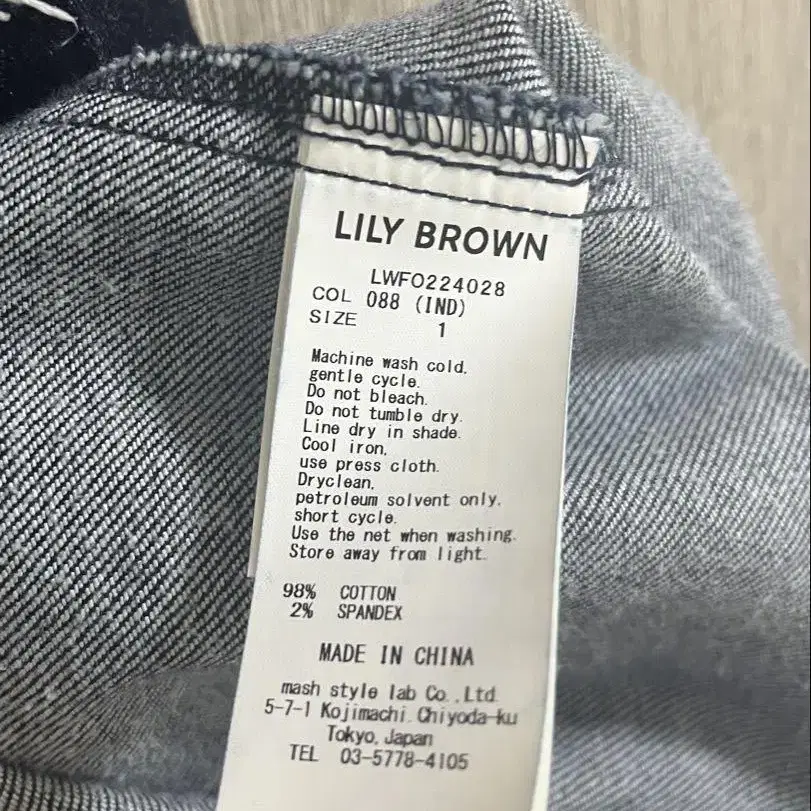 LILY BROWN
LWFO224028
COL 088 (IND)
SIZE 1
Machine wash cold,
gentle cycle.
Do not bleach.
Do not tumble dry.
Line dry in shade.
Cool iron,
use press cloth.
Dryclean,
petroleum solvent only,
short cycle.
Use the net when washing.
Store away from light.
98% COTTON
2% SPANDEX
MADE IN CHINA
mash style lab Co.,Ltd.
5-7-1 Kojimachi,Chiyoda-ku
Tokyo,Japan
TEL 03-5778-4105